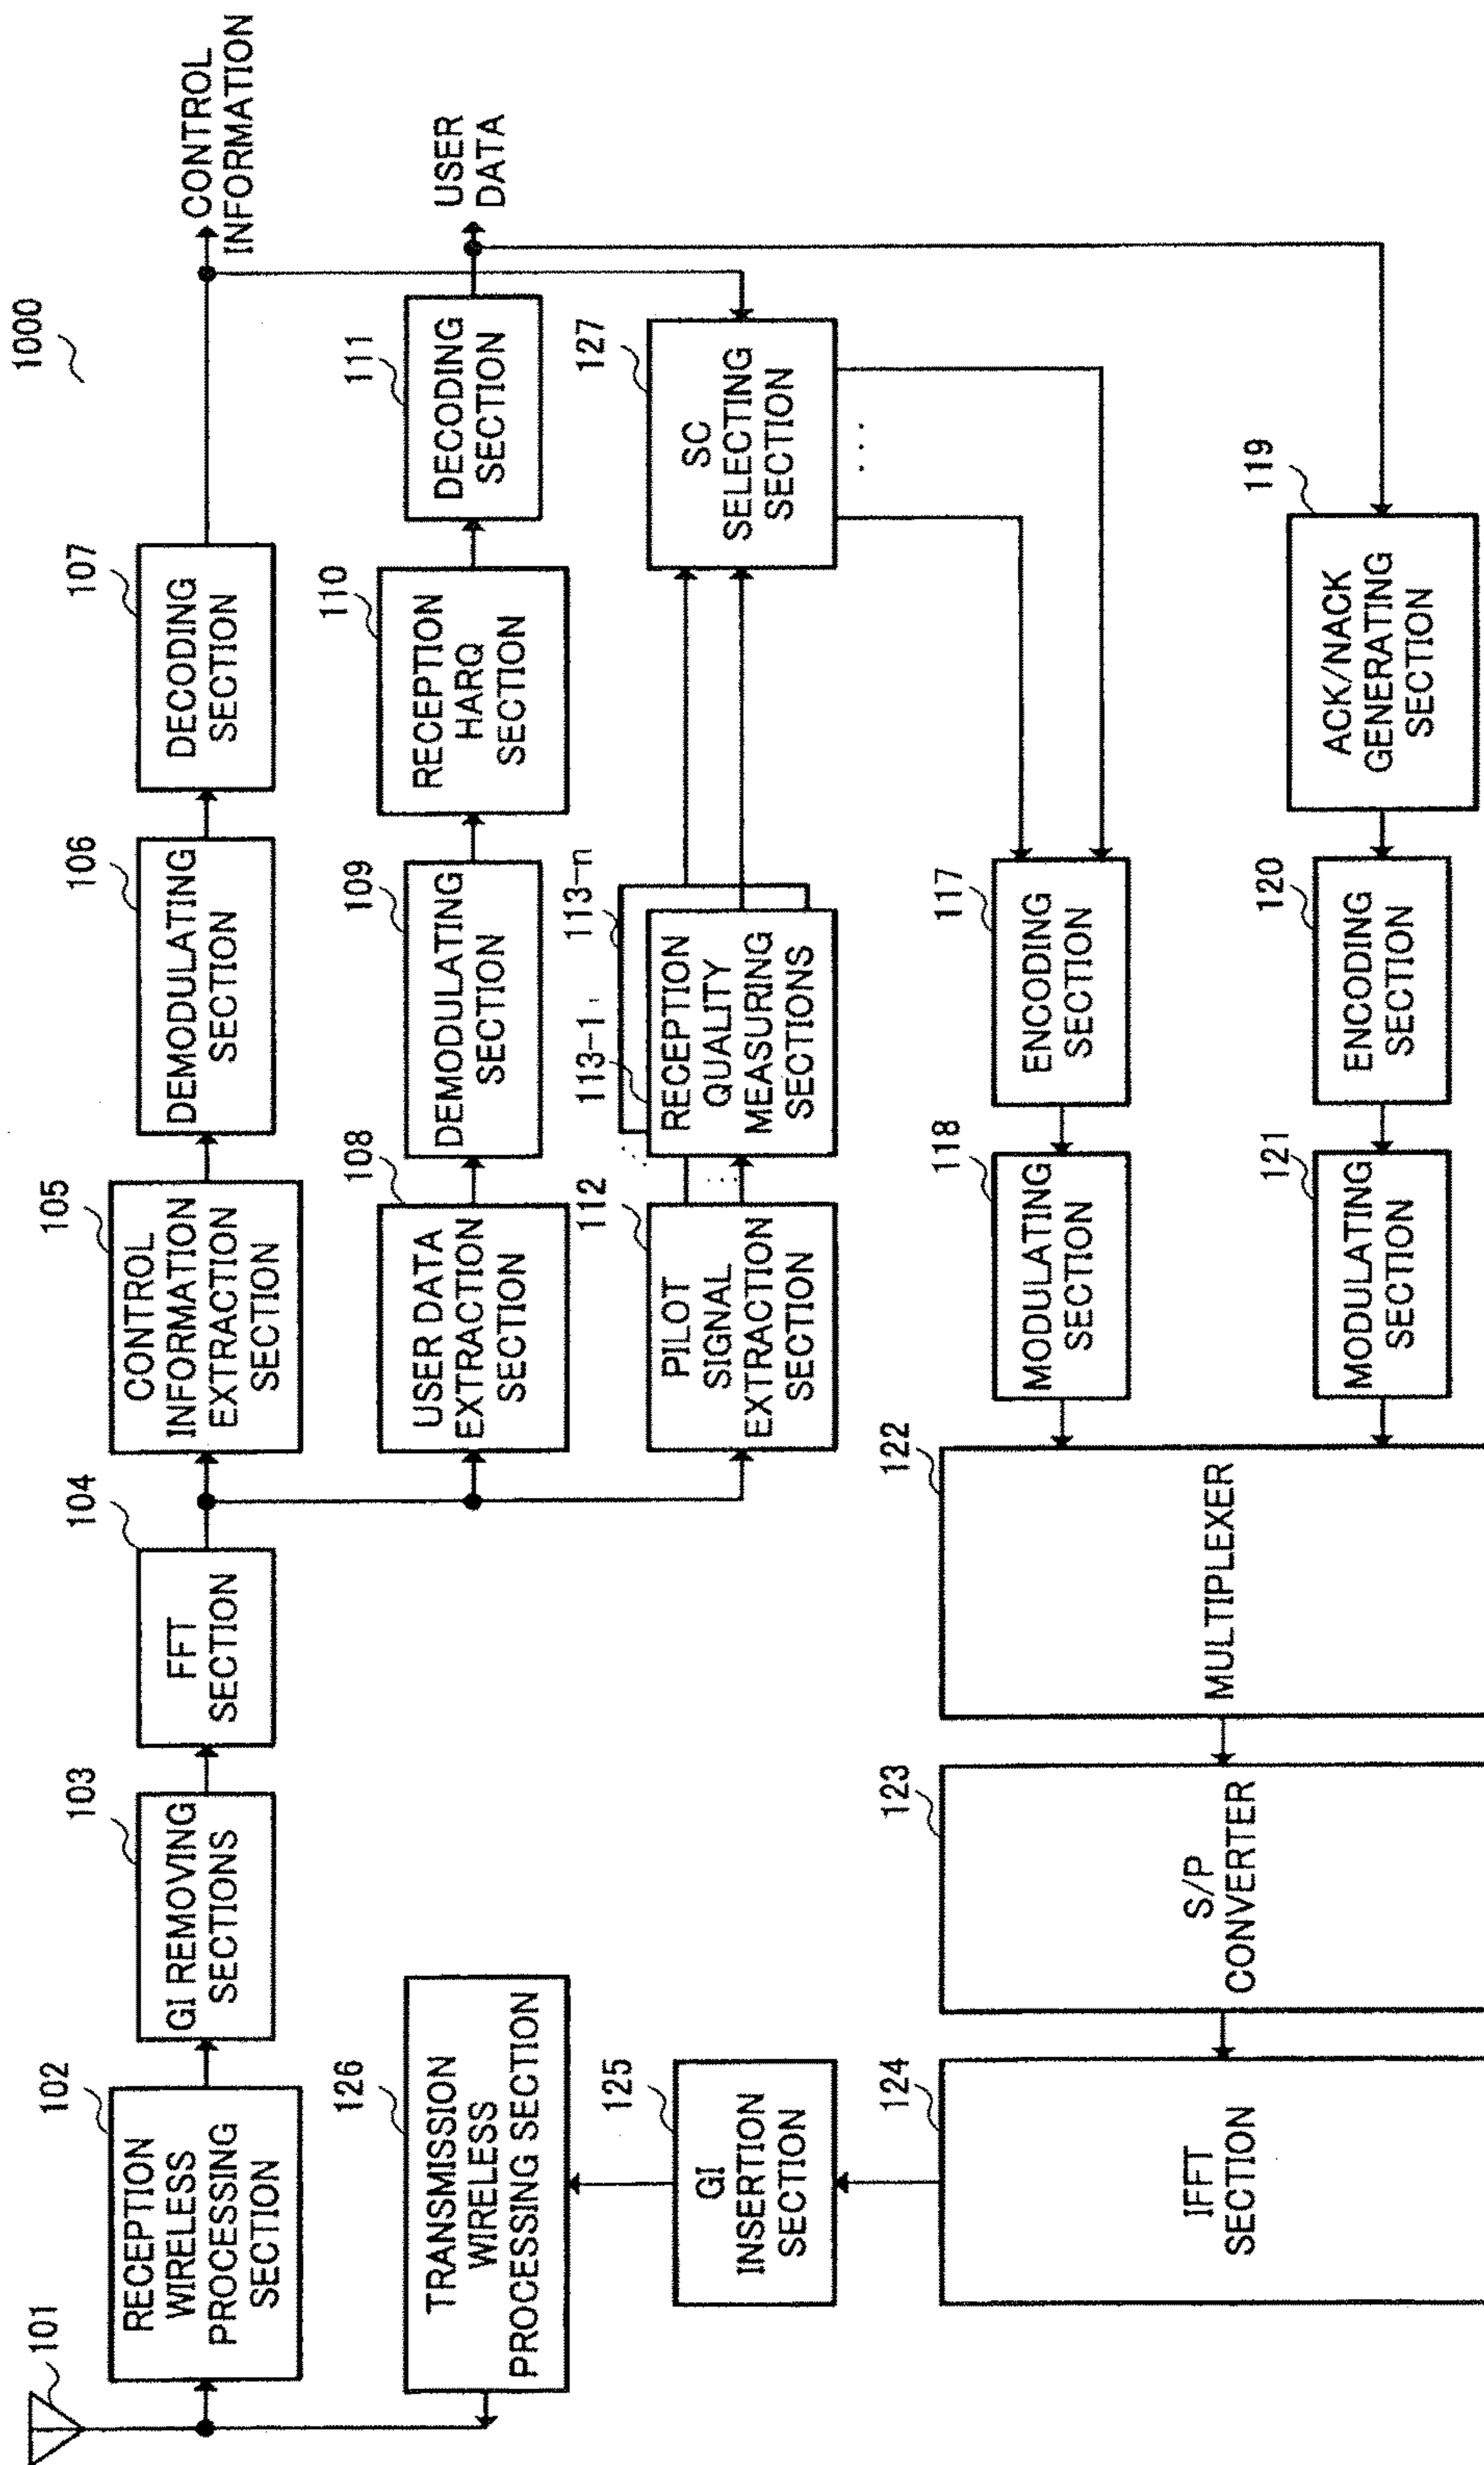 1000
101
102
RECEPTION
WIRELESS
PROCESSING
SECTION
103
GI REMOVING
SECTIONS
104
FFT
SECTION
105
CONTROL
INFORMATION
EXTRACTION
SECTION
106
DEMODULATING
SECTION
107
DECODING
SECTION
CONTROL
INFORMATION
108
USER DATA
EXTRACTION
SECTION
109
DEMODULATING
SECTION
110
RECEPTION
HARQ
SECTION
111
DECODING
SECTION
USER
DATA
112
PILOT
SIGNAL
EXTRACTION
SECTION
113-1
113-n
RECEPTION
QUALITY
MEASURING
SECTIONS
127
SC
SELECTING
SECTION
126
TRANSMISSION
WIRELESS
PROCESSING SECTION
125
GI
INSERTION
SECTION
124
IFFT
SECTION
123
S/P
CONVERTER
122
MULTIPLEXER
118
MODULATING
SECTION
117
ENCODING
SECTION
121
MODULATING
SECTION
120
ENCODING
SECTION
119
ACK/NACK
GENERATING
SECTION